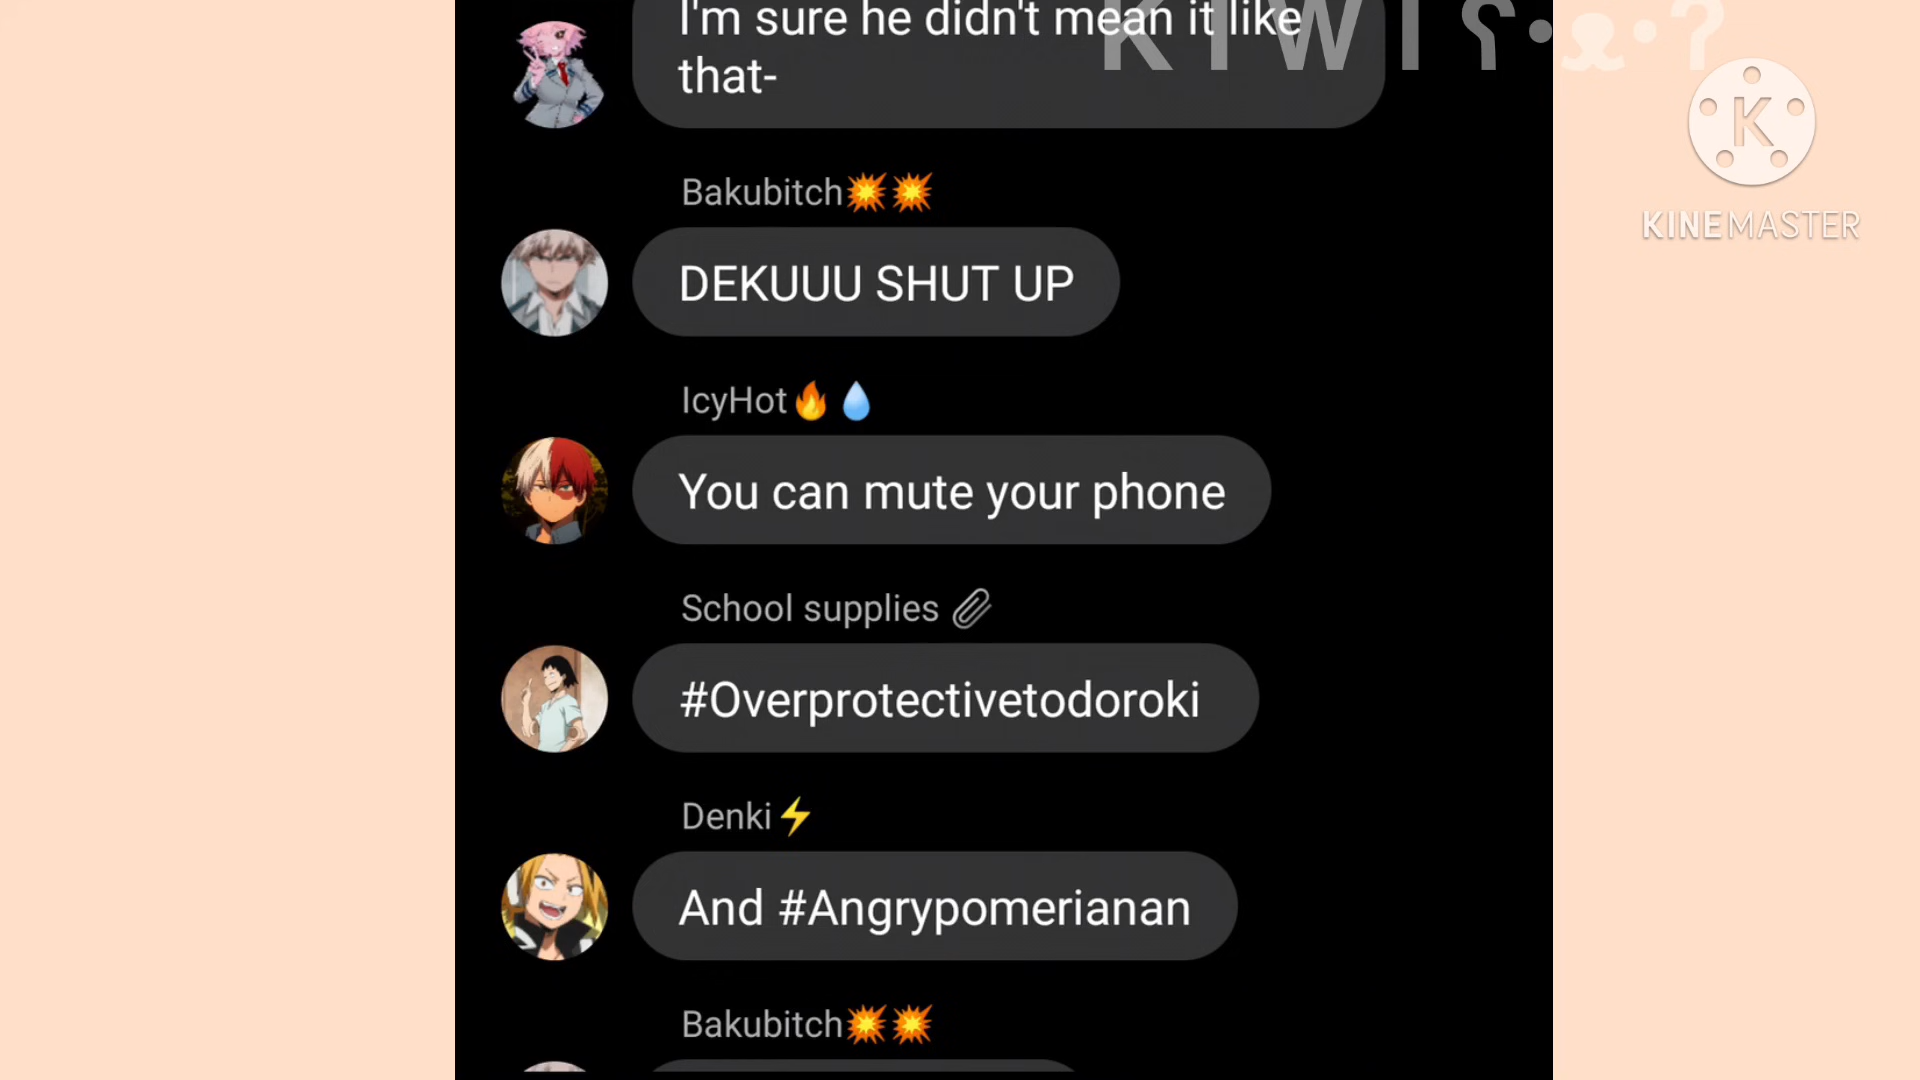 I'm sure he didn't mean it like
that-
KIWI ʕ•ᴥ•ʔ
K
KINEMASTER
Bakubitch💥💥
DEKUUU SHUT UP
IcyHot🔥💧
You can mute your phone
School supplies 📎
#Overprotectivetodoroki
Denki⚡
And #Angrypomerianan
Bakubitch💥💥